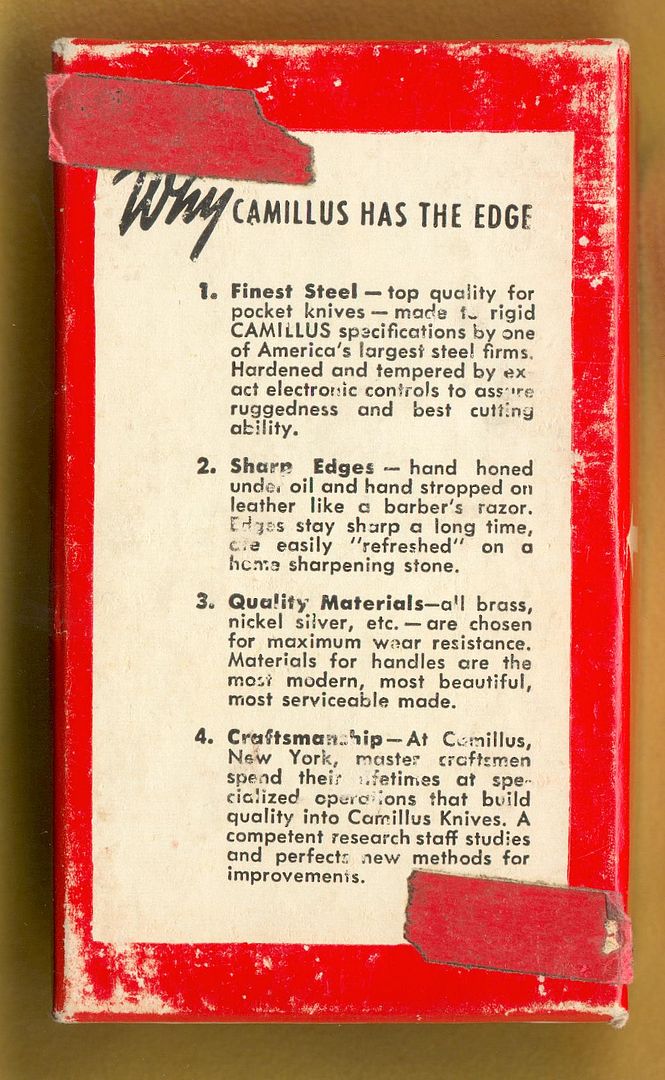 Why CAMILLUS HAS THE EDGE
1. Finest Steel — top quality for
pocket knives — made to rigid
CAMILLUS specifications by one
of America's largest steel firms.
Hardened and tempered by ex-
act electronic controls to assure
ruggedness and best cutting
ability.
2. Sharp Edges — hand honed
under oil and hand stropped on
leather like a barber's razor.
Edges stay sharp a long time,
are easily "refreshed" on a
home sharpening stone.
3. Quality Materials—all brass,
nickel silver, etc. — are chosen
for maximum wear resistance.
Materials for handles are the
most modern, most beautiful,
most serviceable made.
4. Craftsmanship — At Camillus,
New York, master craftsmen
spend their lifetimes at spe-
cialized operations that build
quality into Camillus Knives. A
competent research staff studies
and perfects new methods for
improvements.